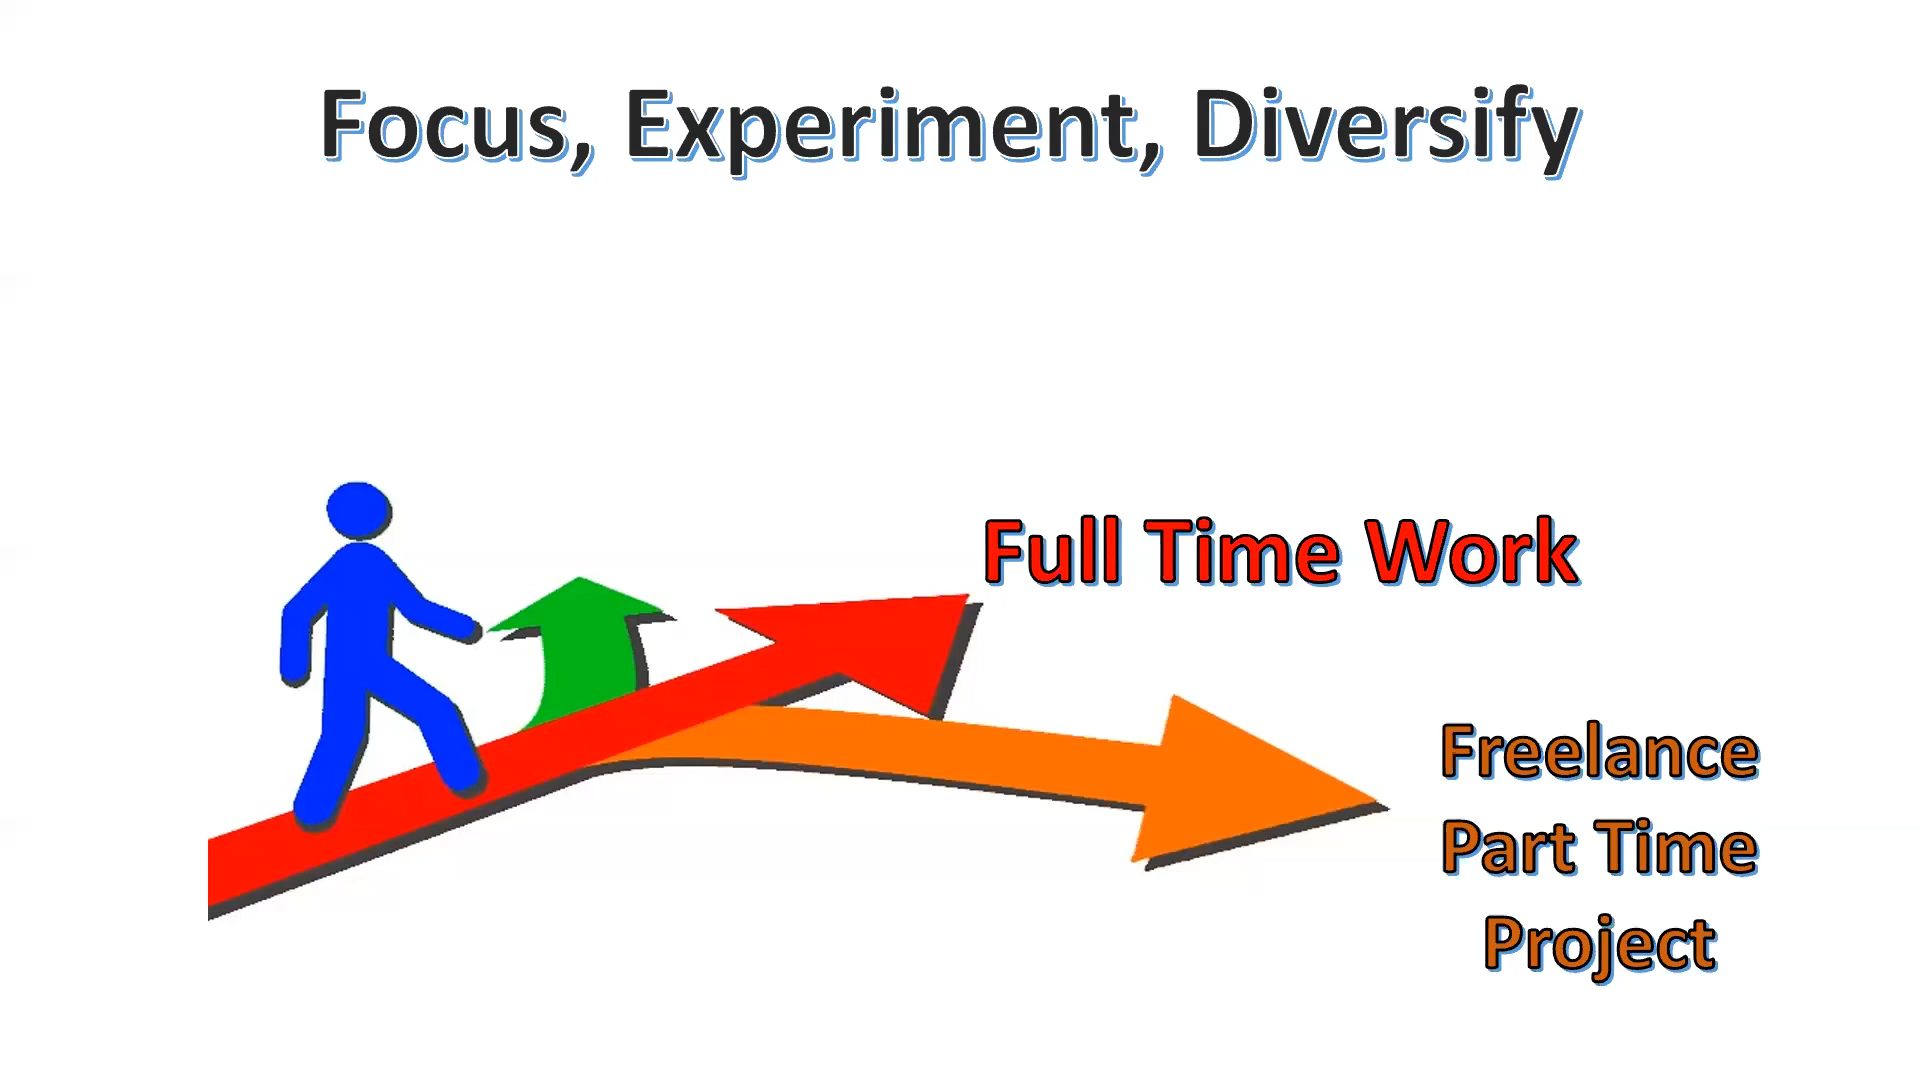 Focus, Experiment, Diversify
Full Time Work
Freelance
Part Time
Project